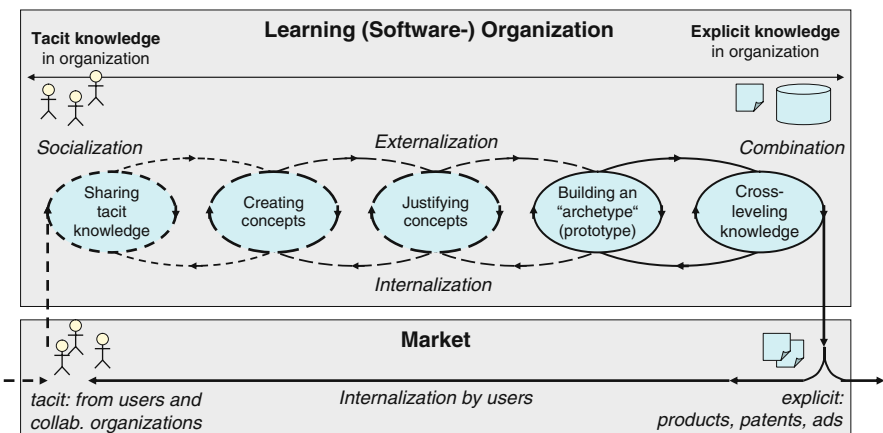 Learning (Software-) Organization
Tacit knowledge
in organization
Explicit knowledge
in organization
Socialization
Externalization
Combination
Sharing
tacit
knowledge
Creating
concepts
Justifying
concepts
Building an
"archetype"
(prototype)
Cross-
leveling
knowledge
Internalization
Market
tacit: from users and
collab. organizations
Internalization by users
explicit:
products, patents, ads